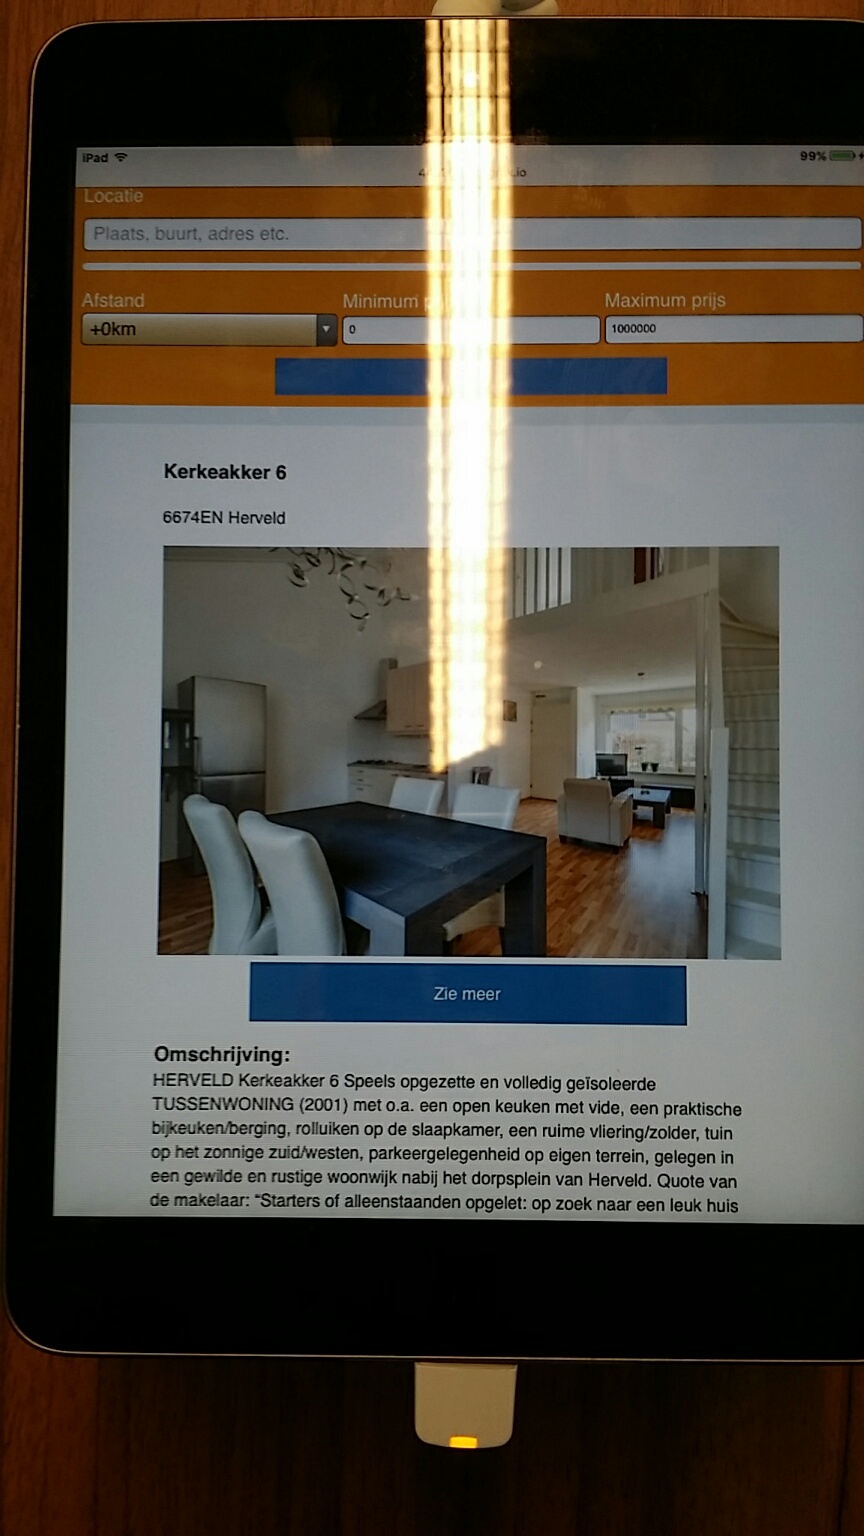 iPad
99%
Locatie
Plaats, buurt, adres etc.
Afstand
Minimum
Maximum prijs
+0km
0
1000000
Kerkeakker 6
6674EN Herveld
Zie meer
Omschrijving:
HERVELD Kerkeakker 6 Speels opgezette en volledig geïsoleerde
TUSSENWONING (2001) met o.a. een open keuken met vide, een praktische
bijkeuken/berging, rolluiken op de slaapkamer, een ruime vliering/zolder, tuin
op het zonnige zuid/westen, parkeergelegenheid op eigen terrein, gelegen in
een gewilde en rustige woonwijk nabij het dorpsplein van Herveld. Quote van
de makelaar: “Starters of alleenstaanden opgelet: op zoek naar een leuk huis